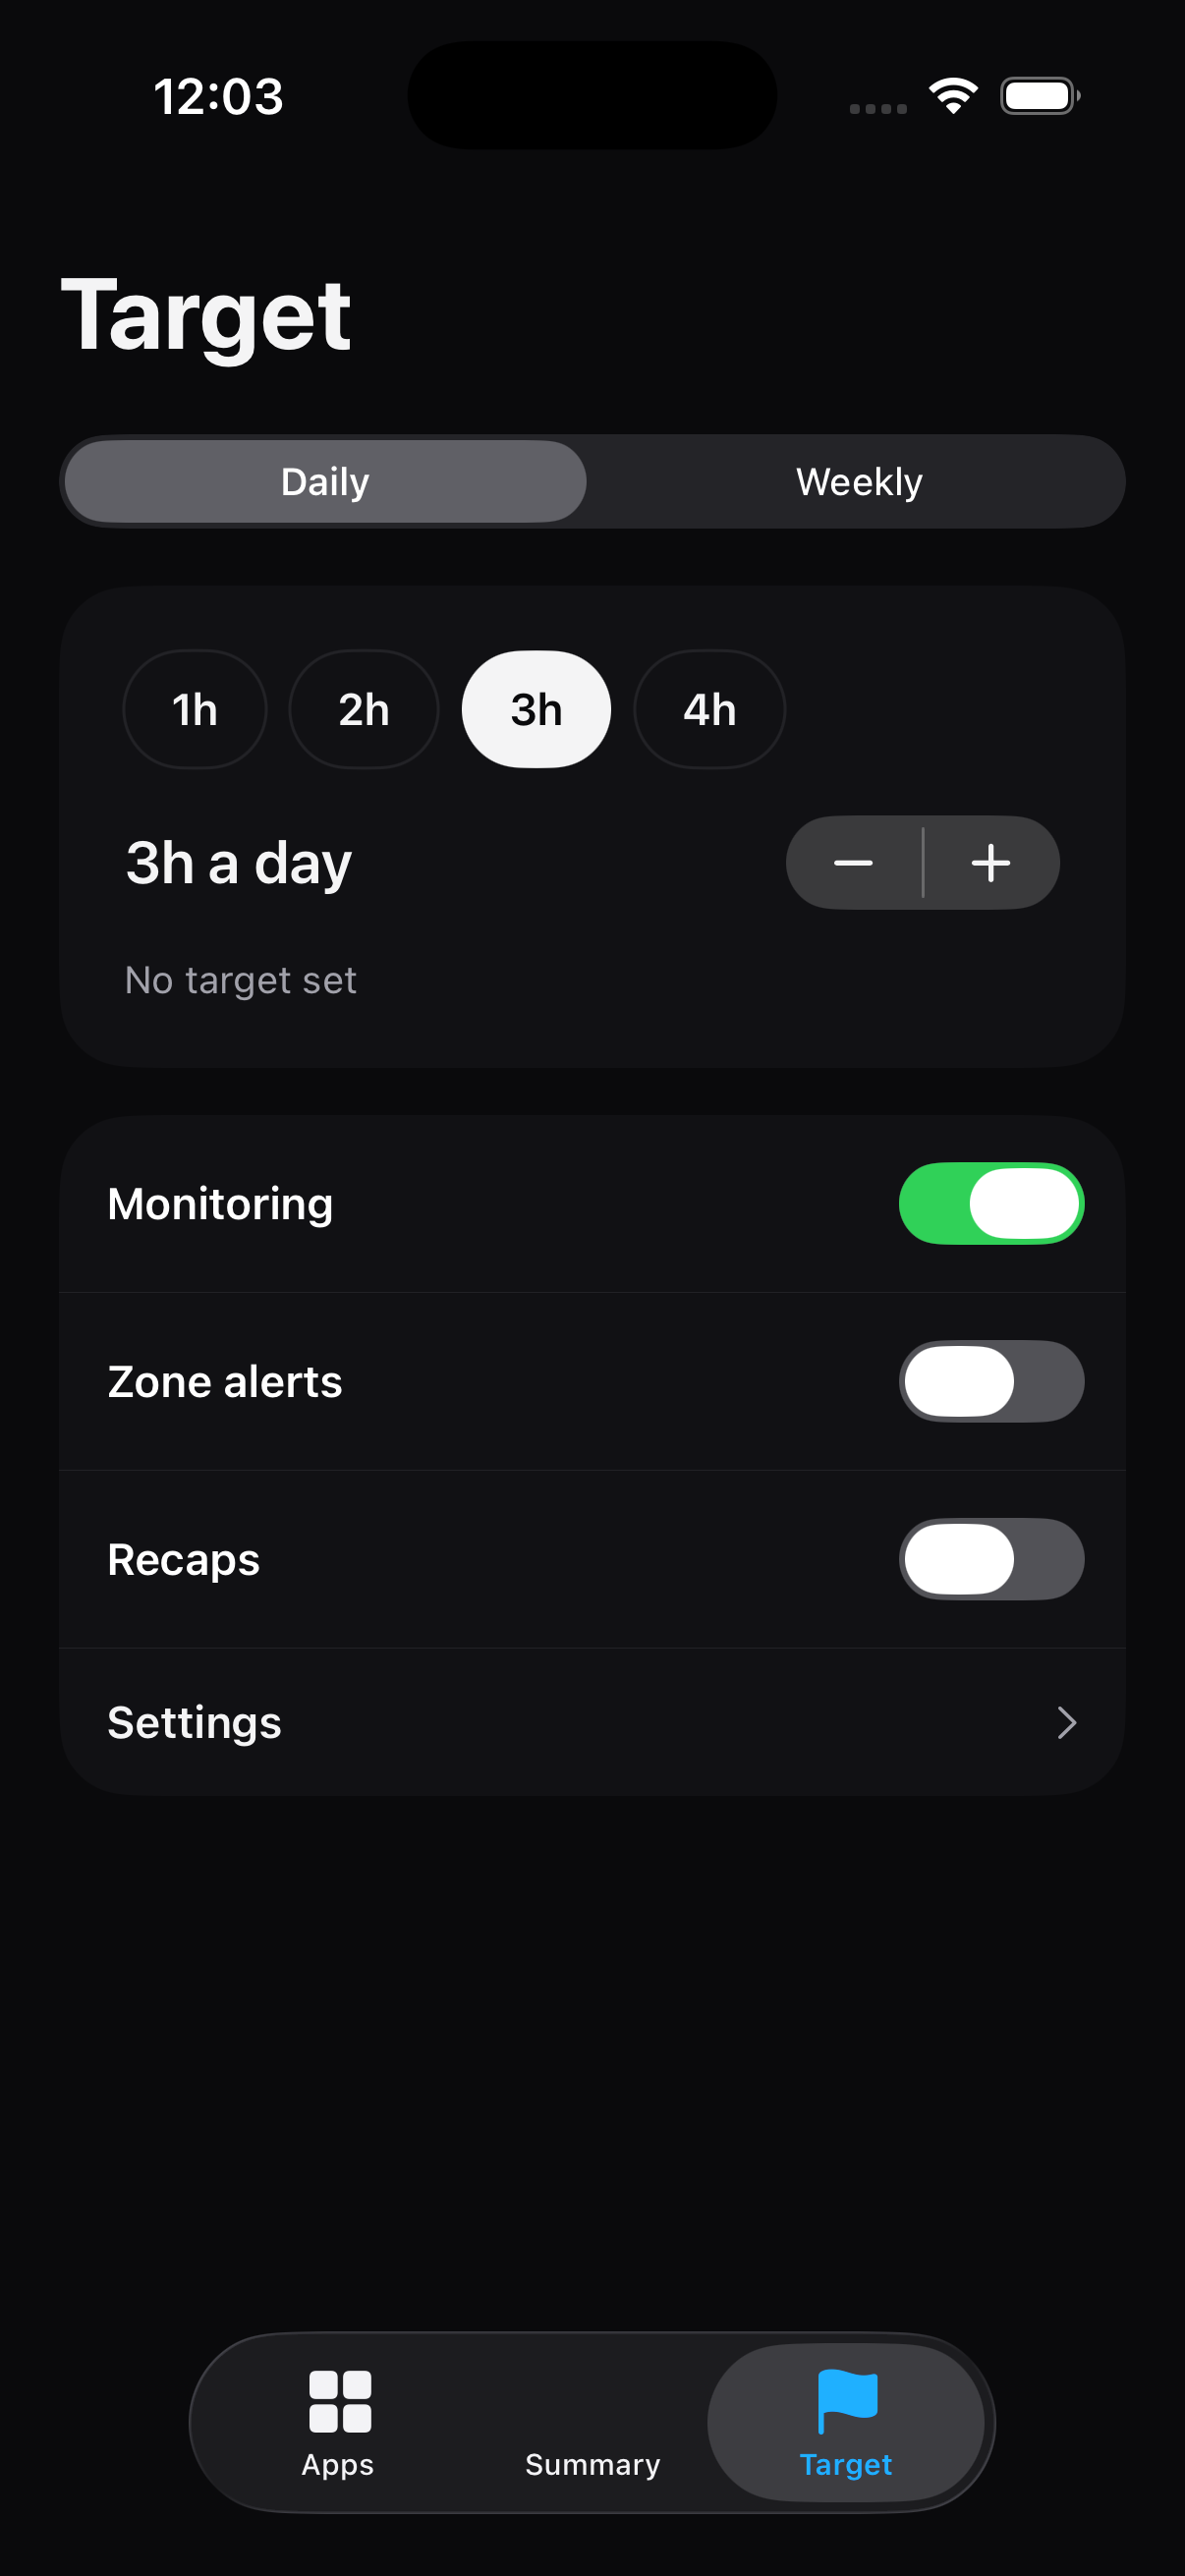 12:03
Target
Daily Weekly
1h 2h 3h 4h
3h a day
No target set
Monitoring
Zone alerts
Recaps
Settings
Apps Summary Target